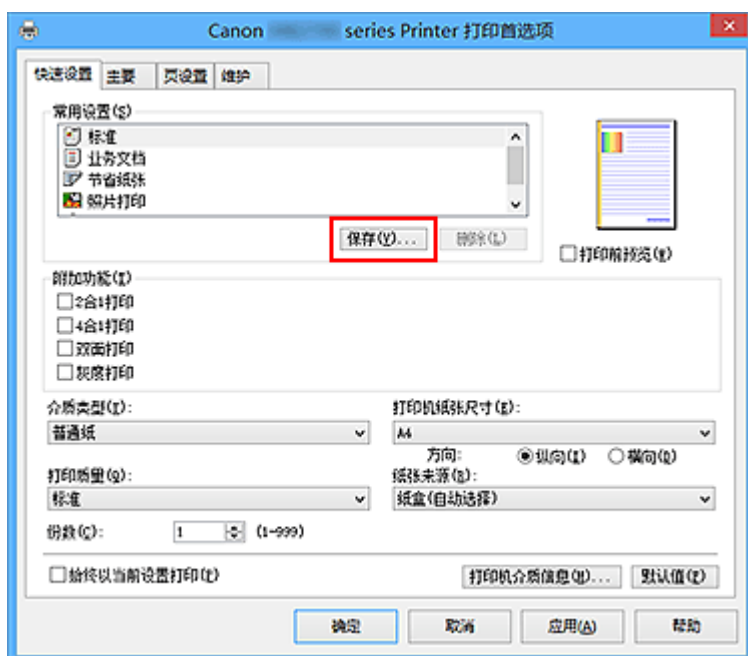 Canon series Printer 打印首选项
快速设置 主要 页设置 维护
常用设置(S)
标准
业务文档
节省纸张
照片打印
保存(Y)... 删除(L)
打印前预览(W)
附加功能(I)
2合1打印
4合1打印
双面打印
灰度打印
介质类型(I): 打印机纸张尺寸(E):
普通纸 A4
方向: 纵向(I) 横向(Q)
打印质量(Q): 纸张来源(B):
标准 纸盒(自动选择)
份数(C): 1 (1-999)
始终以当前设置打印(T)
打印机介质信息(U)... 默认值(F)
确定 取消 应用(A) 帮助